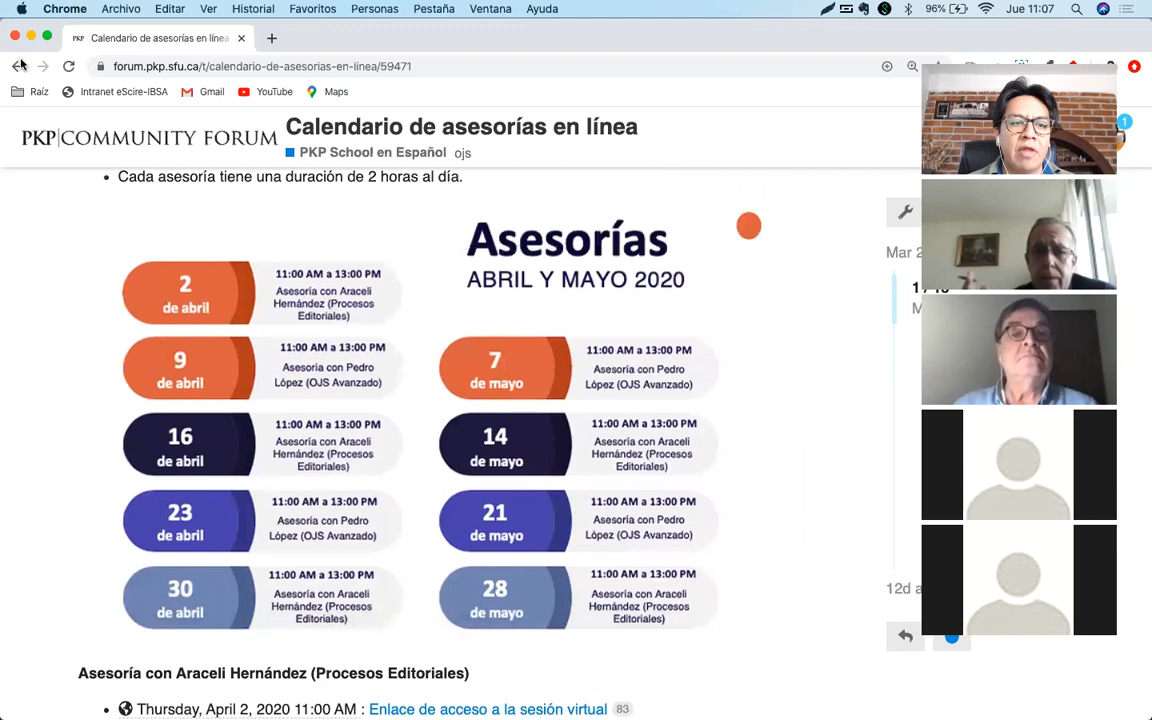 Chrome Archivo Editar Ver Historial Favoritos Personas Pestaña Ventana Ayuda 96% Jue 11:07
PKP Calendario de asesorías en línea
forum.pkp.sfu.ca/t/calendario-de-asesorias-en-linea/59471
Raíz Intranet eScire-IBSA Gmail YouTube Maps
PKP|COMMUNITY FORUM
Calendario de asesorías en línea
PKP School en Español ojs
1
Cada asesoría tiene una duración de 2 horas al día.
Asesorías
ABRIL Y MAYO 2020
2
de abril
11:00 AM a 13:00 PM
Asesoría con Araceli
Hernández (Procesos
Editoriales)
9
de abril
11:00 AM a 13:00 PM
Asesoría con Pedro
López (OJS Avanzado)
16
de abril
11:00 AM a 13:00 PM
Asesoría con Araceli
Hernández (Procesos
Editoriales)
23
de abril
11:00 AM a 13:00 PM
Asesoría con Pedro
López (OJS Avanzado)
30
de abril
11:00 AM a 13:00 PM
Asesoría con Araceli
Hernández (Procesos
Editoriales)
7
de mayo
11:00 AM a 13:00 PM
Asesoría con Pedro
López (OJS Avanzado)
14
de mayo
11:00 AM a 13:00 PM
Asesoría con Araceli
Hernández (Procesos
Editoriales)
21
de mayo
11:00 AM a 13:00 PM
Asesoría con Pedro
López (OJS Avanzado)
28
de mayo
11:00 AM a 13:00 PM
Asesoría con Araceli
Hernández (Procesos
Editoriales)
Mar 2
12d a
Asesoría con Araceli Hernández (Procesos Editoriales)
Thursday, April 2, 2020 11:00 AM : Enlace de acceso a la sesión virtual 83